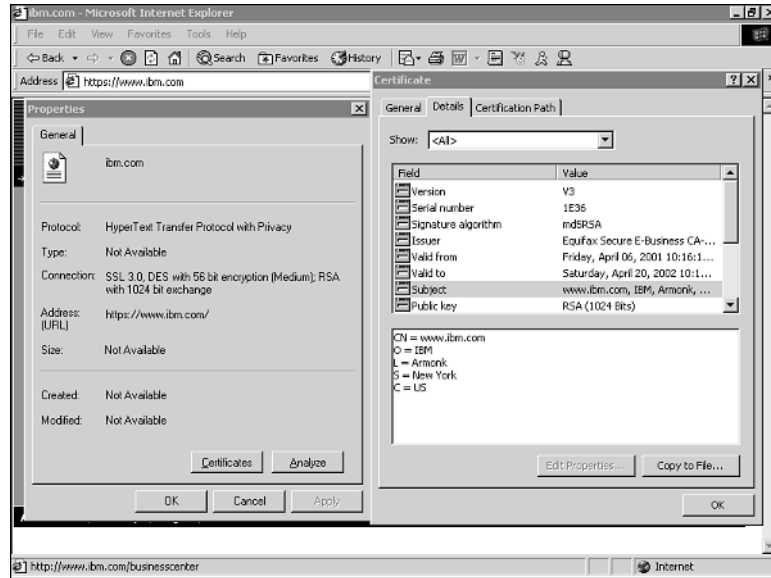 ibm.com - Microsoft Internet Explorer
File Edit View Favorites Tools Help
Back Search Favorites History
Address https://www.ibm.com
Properties
General
ibm.com
Protocol: HyperText Transfer Protocol with Privacy
Type: Not Available
Connection: SSL 3.0, DES with 56 bit encryption (Medium); RSA
with 1024 bit exchange
Address: https://www.ibm.com/
(URL)
Size: Not Available
Created: Not Available
Modified: Not Available
Certificates Analyze
OK Cancel Apply
Certificate
General Details Certification Path
Show: <All>
Field Value
Version V3
Serial number 1E36
Signature algorithm md5RSA
Issuer Equifax Secure E-Business CA-...
Valid from Friday, April 06, 2001 10:16:1...
Valid to Saturday, April 20, 2002 10:1...
Subject www.ibm.com, IBM, Armonk, ...
Public key RSA (1024 Bits)
CN = www.ibm.com
O = IBM
L = Armonk
S = New York
C = US
Edit Properties... Copy to File...
OK
http://www.ibm.com/businesscenter Internet